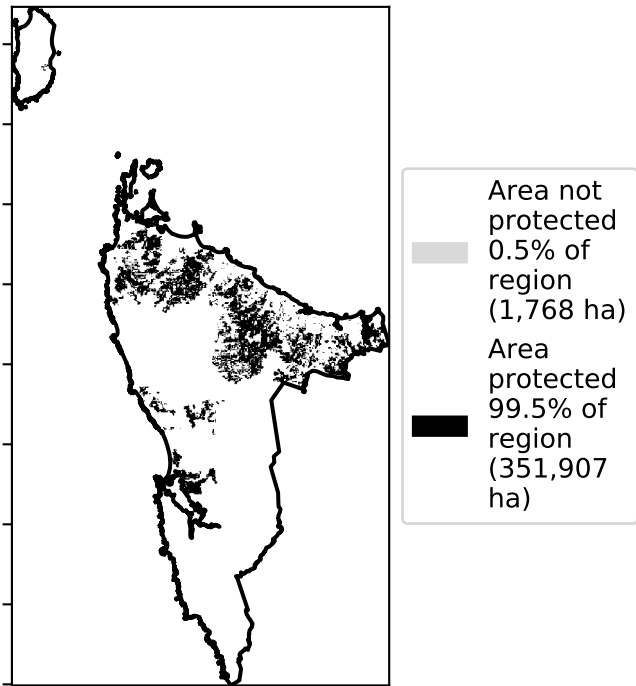 Area not
protected
0.5% of
region
(1,768 ha)
Area
protected
99.5% of
region
(351,907
ha)